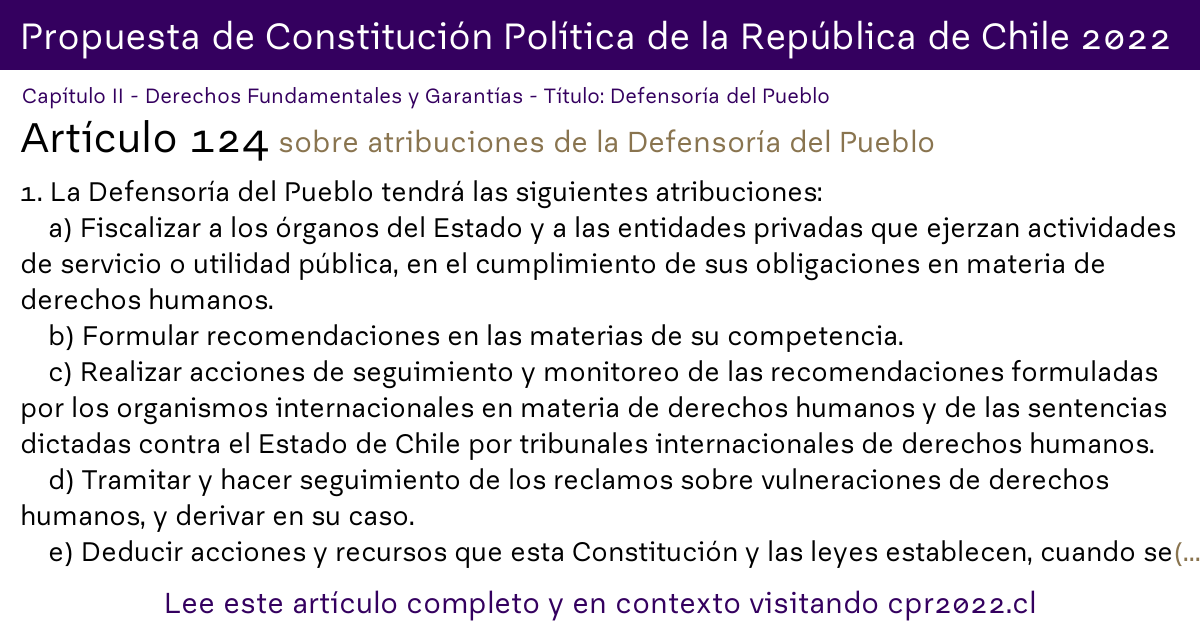 Propuesta de Constitución Política de la República de Chile 2022
Capítulo II - Derechos Fundamentales y Garantías - Título: Defensoría del Pueblo
Artículo 124 sobre atribuciones de la Defensoría del Pueblo
1. La Defensoría del Pueblo tendrá las siguientes atribuciones:
a) Fiscalizar a los órganos del Estado y a las entidades privadas que ejerzan actividades
de servicio o utilidad pública, en el cumplimiento de sus obligaciones en materia de
derechos humanos.
b) Formular recomendaciones en las materias de su competencia.
c) Realizar acciones de seguimiento y monitoreo de las recomendaciones formuladas
por los organismos internacionales en materia de derechos humanos y de las sentencias
dictadas contra el Estado de Chile por tribunales internacionales de derechos humanos.
d) Tramitar y hacer seguimiento de los reclamos sobre vulneraciones de derechos
humanos, y derivar en su caso.
e) Deducir acciones y recursos que esta Constitución y las leyes establecen, cuando se(...
Lee este artículo completo y en contexto visitando cpr2022.cl